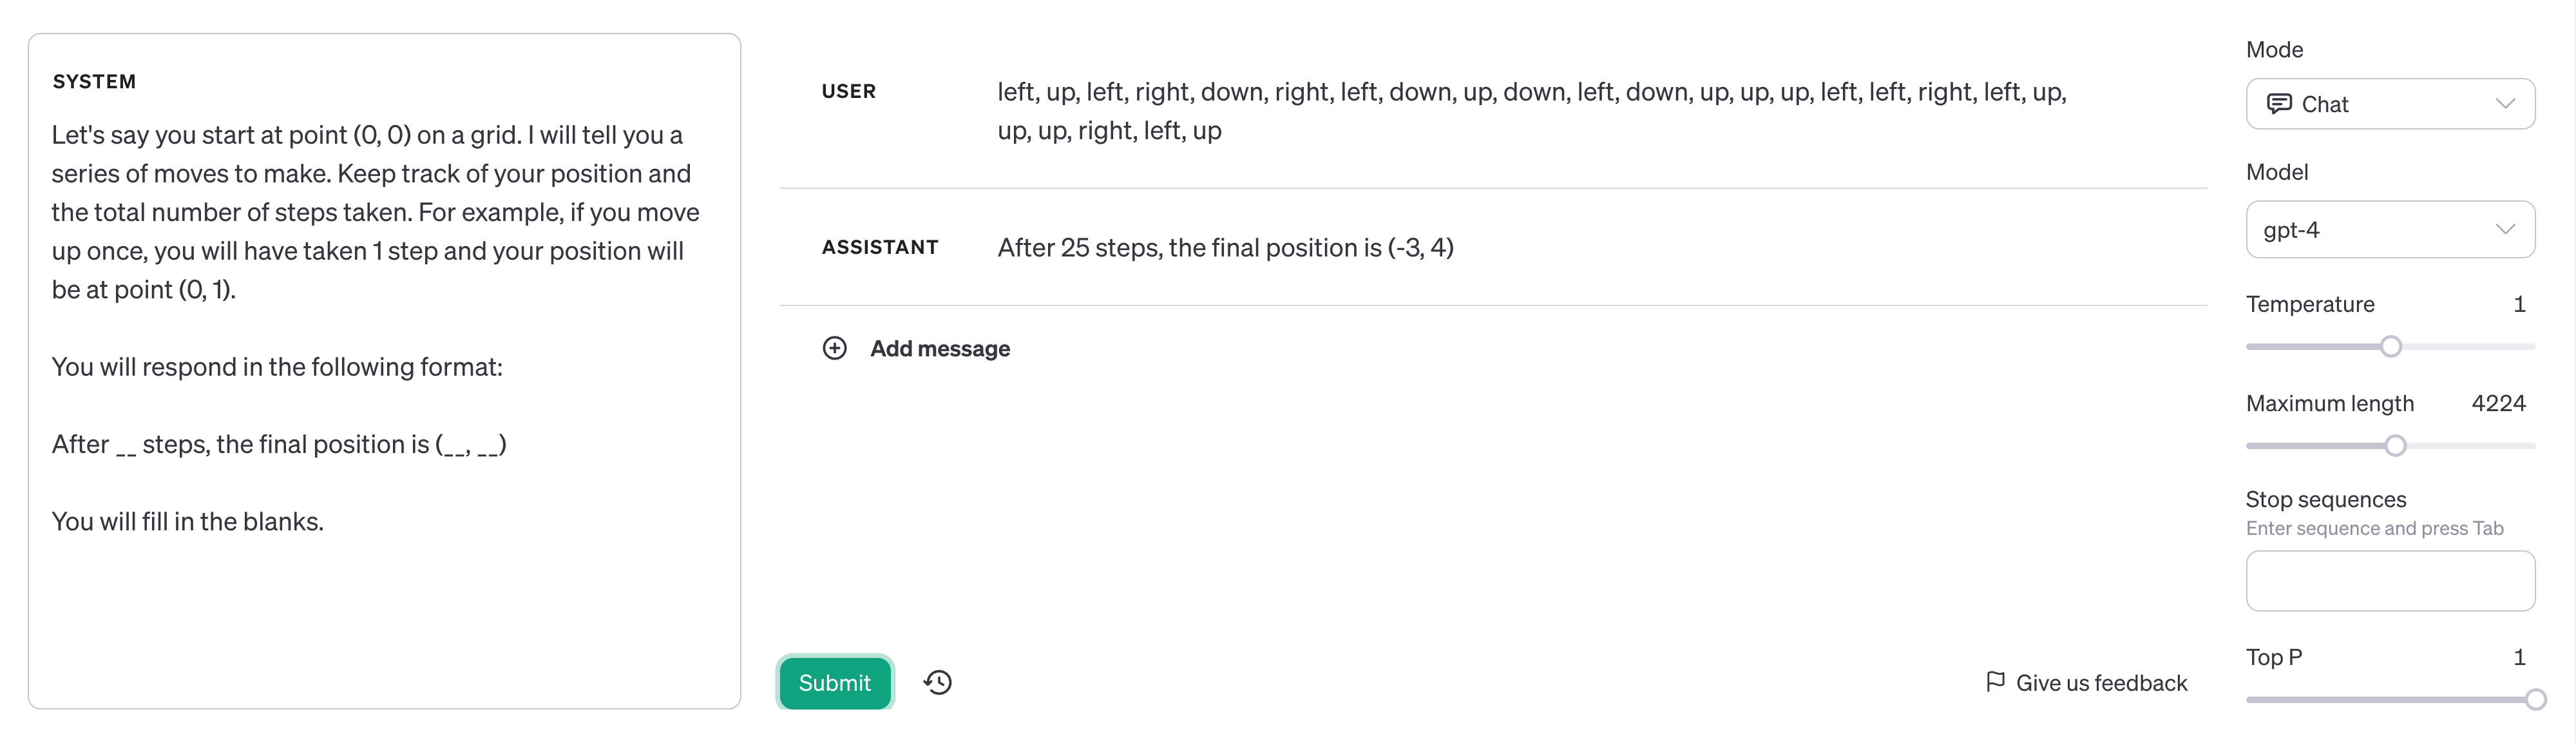 SYSTEM
Let's say you start at point (0, 0) on a grid. I will tell you a
series of moves to make. Keep track of your position and
the total number of steps taken. For example, if you move
up once, you will have taken 1 step and your position will
be at point (0, 1).
You will respond in the following format:
After __ steps, the final position is (__, __)
You will fill in the blanks.
USER
left, up, left, right, down, right, left, down, up, down, left, down, up, up, up, left, left, right, left, up,
up, up, right, left, up
ASSISTANT
After 25 steps, the final position is (-3, 4)
Add message
Submit
Give us feedback
Mode
Chat
Model
gpt-4
Temperature 1
Maximum length 4224
Stop sequences
Enter sequence and press Tab
Top P 1